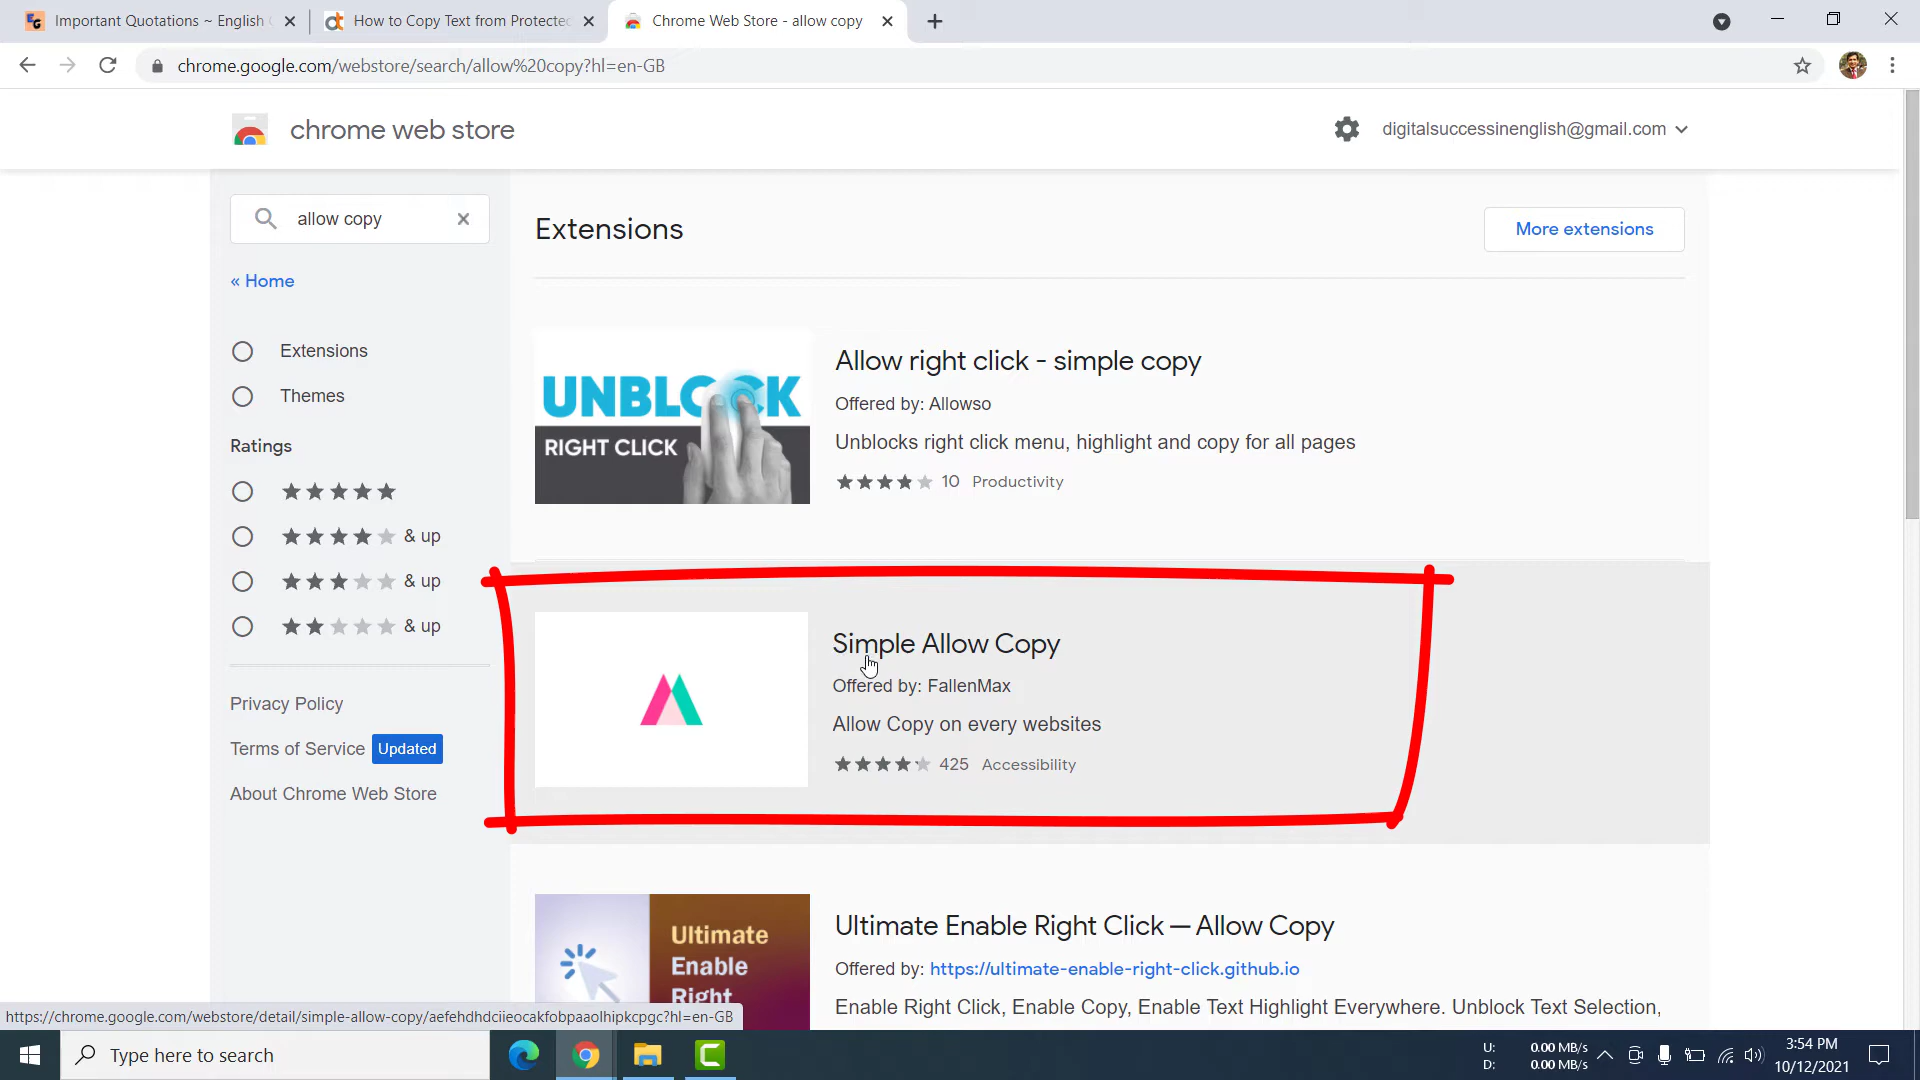 Important Quotations ~ English
How to Copy Text from Protected
Chrome Web Store - allow copy
chrome.google.com/webstore/search/allow%20copy?hl=en-GB
chrome web store
digitalsuccessinenglish@gmail.com
allow copy
Extensions
More extensions
« Home
Extensions
Themes
Ratings
& up
& up
& up
Privacy Policy
Terms of Service Updated
About Chrome Web Store
UNBLOCK
RIGHT CLICK
Allow right click - simple copy
Offered by: Allowso
Unblocks right click menu, highlight and copy for all pages
10 Productivity
Simple Allow Copy
Offered by: FallenMax
Allow Copy on every websites
425 Accessibility
Ultimate
Enable
Right
Ultimate Enable Right Click — Allow Copy
Offered by: https://ultimate-enable-right-click.github.io
Enable Right Click, Enable Copy, Enable Text Highlight Everywhere. Unblock Text Selection,
https://chrome.google.com/webstore/detail/simple-allow-copy/aefehdhdciieocakfobpaaolhipkcpgc?hl=en-GB
Type here to search
U: 0.00 MB/s
D: 0.00 MB/s
3:54 PM
10/12/2021